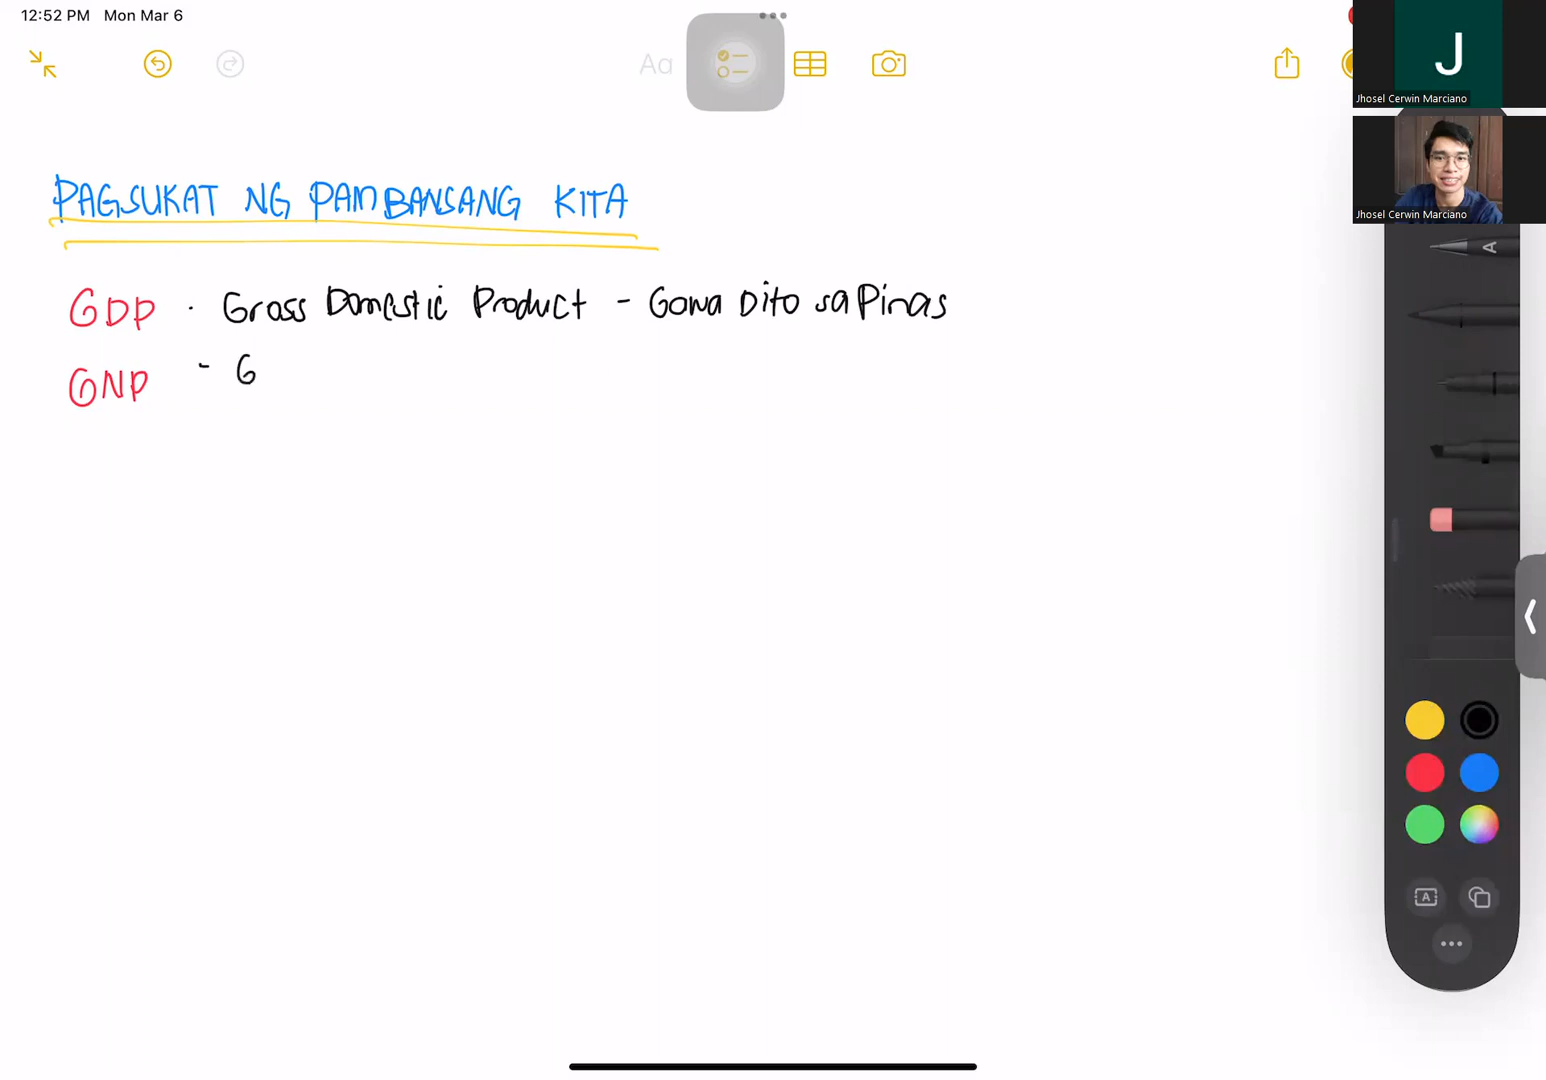 12:52 PM Mon Mar 6
Aa
J
Jhosel Cerwin Marciano
Jhosel Cerwin Marciano
PAGSUKAT NG PAMBANSANG KITA
A
GDP . Gross Domestic Product - Gawa Dito sa Pinas
GNP - G
A